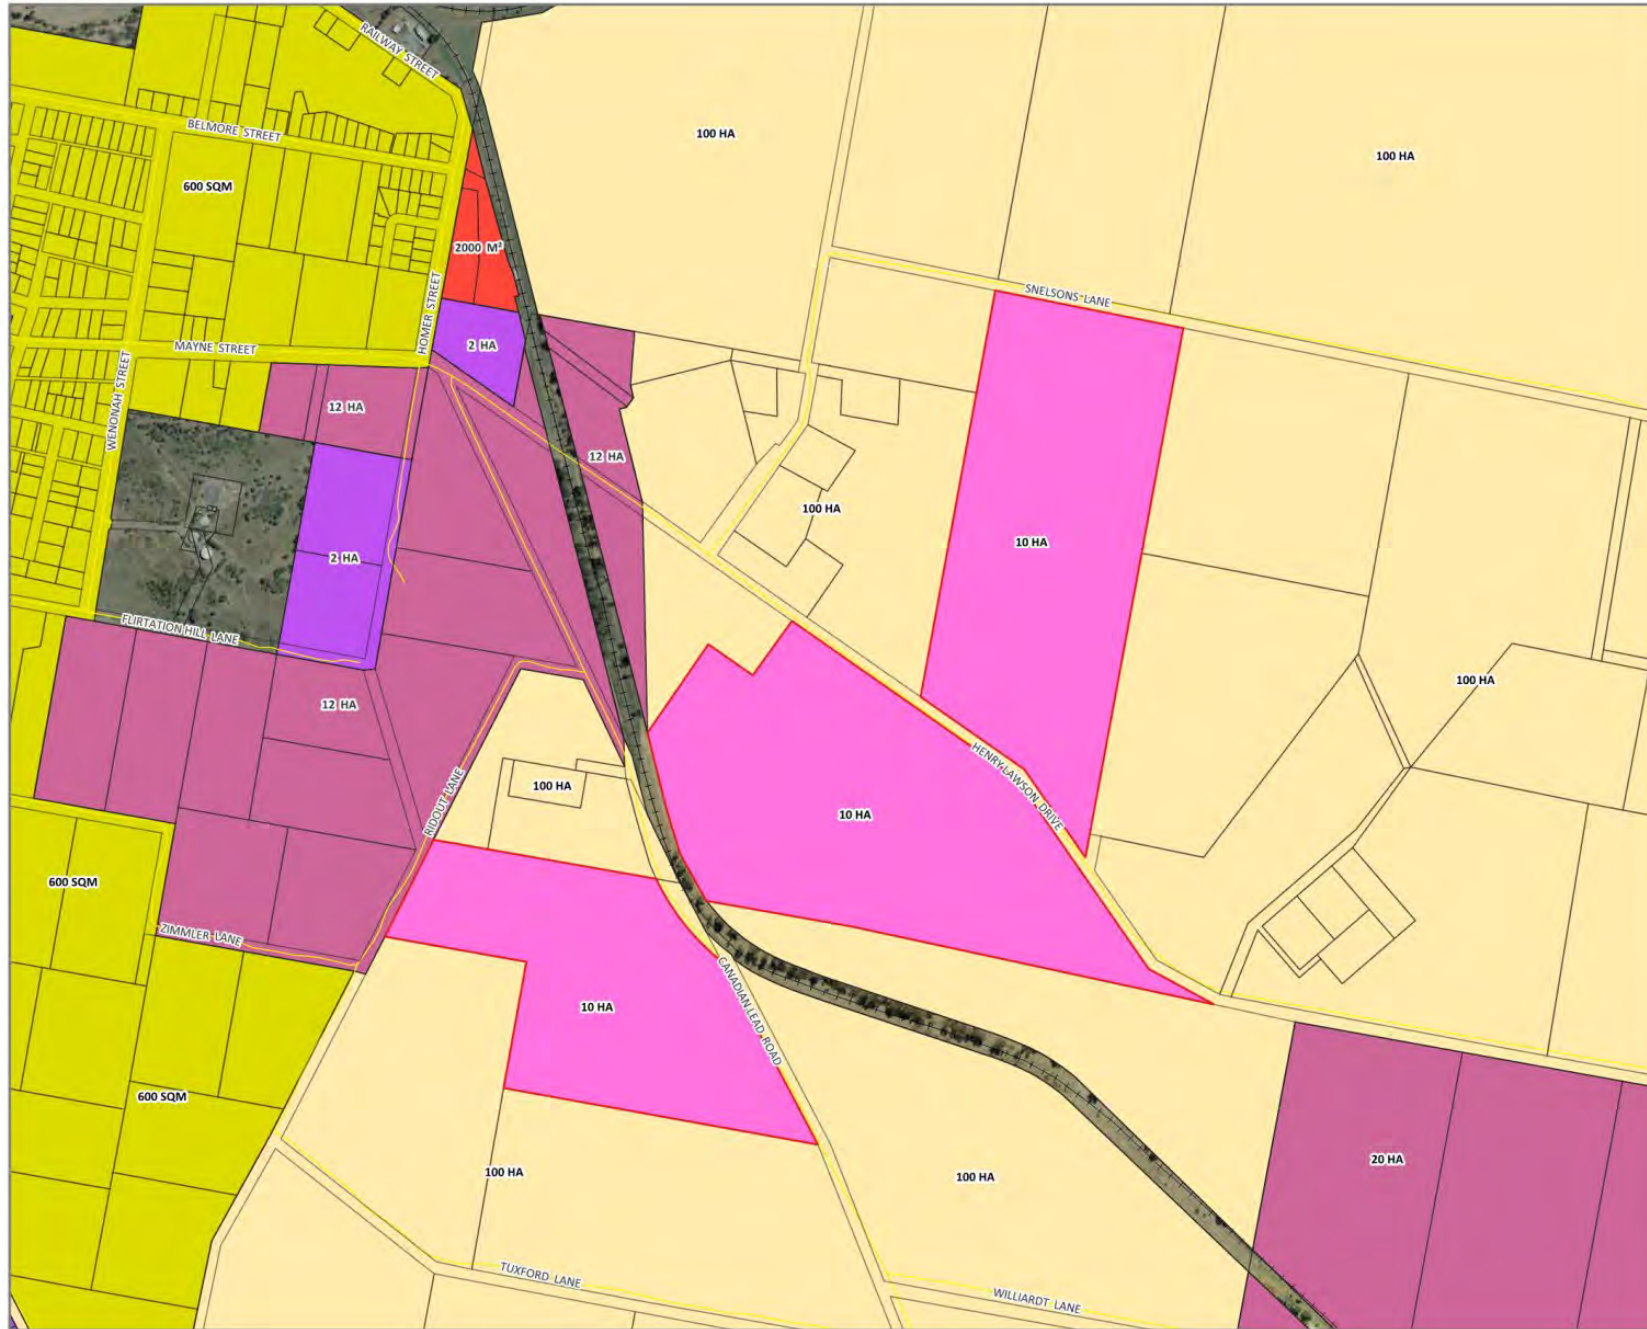 RAILWAY STREET
BELMORE STREET
100 HA
100 HA
600 SQM
2000 M²
SNELSONS LANE
HOMER STREET
MAYNE STREET
2 HA
WENONAH STREET
12 HA
12 HA
100 HA
10 HA
2 HA
FLIRTATION HILL LANE
100 HA
12 HA
HENRY LAWSON DRIVE
100 HA
RIDOUT LANE
10 HA
600 SQM
ZIMMLER LANE
CANADIAN LEAD ROAD
10 HA
600 SQM
100 HA
100 HA
20 HA
TUXFORD LANE
WILLIARDT LANE